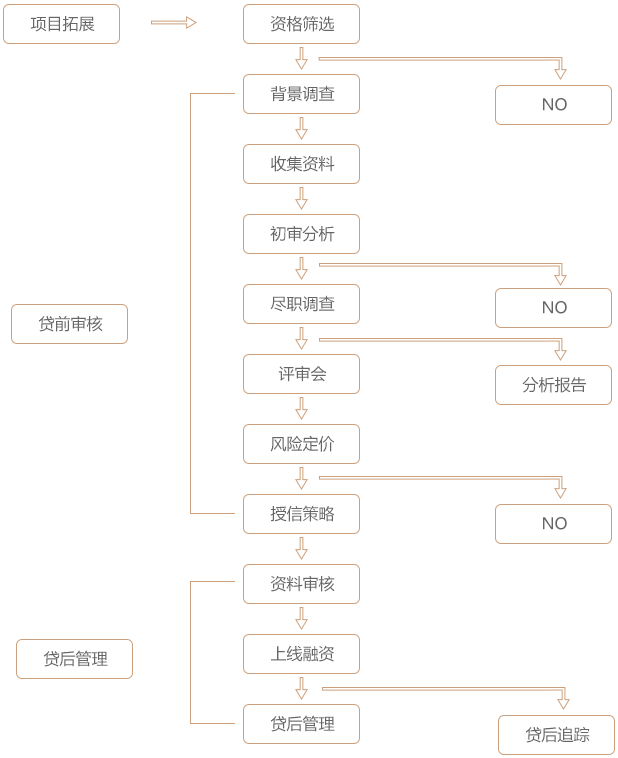 项目拓展
资格筛选
背景调查
NO
收集资料
初审分析
尽职调查
NO
贷前审核
评审会
分析报告
风险定价
授信策略
NO
资料审核
上线融资
贷后管理
贷后管理
贷后追踪